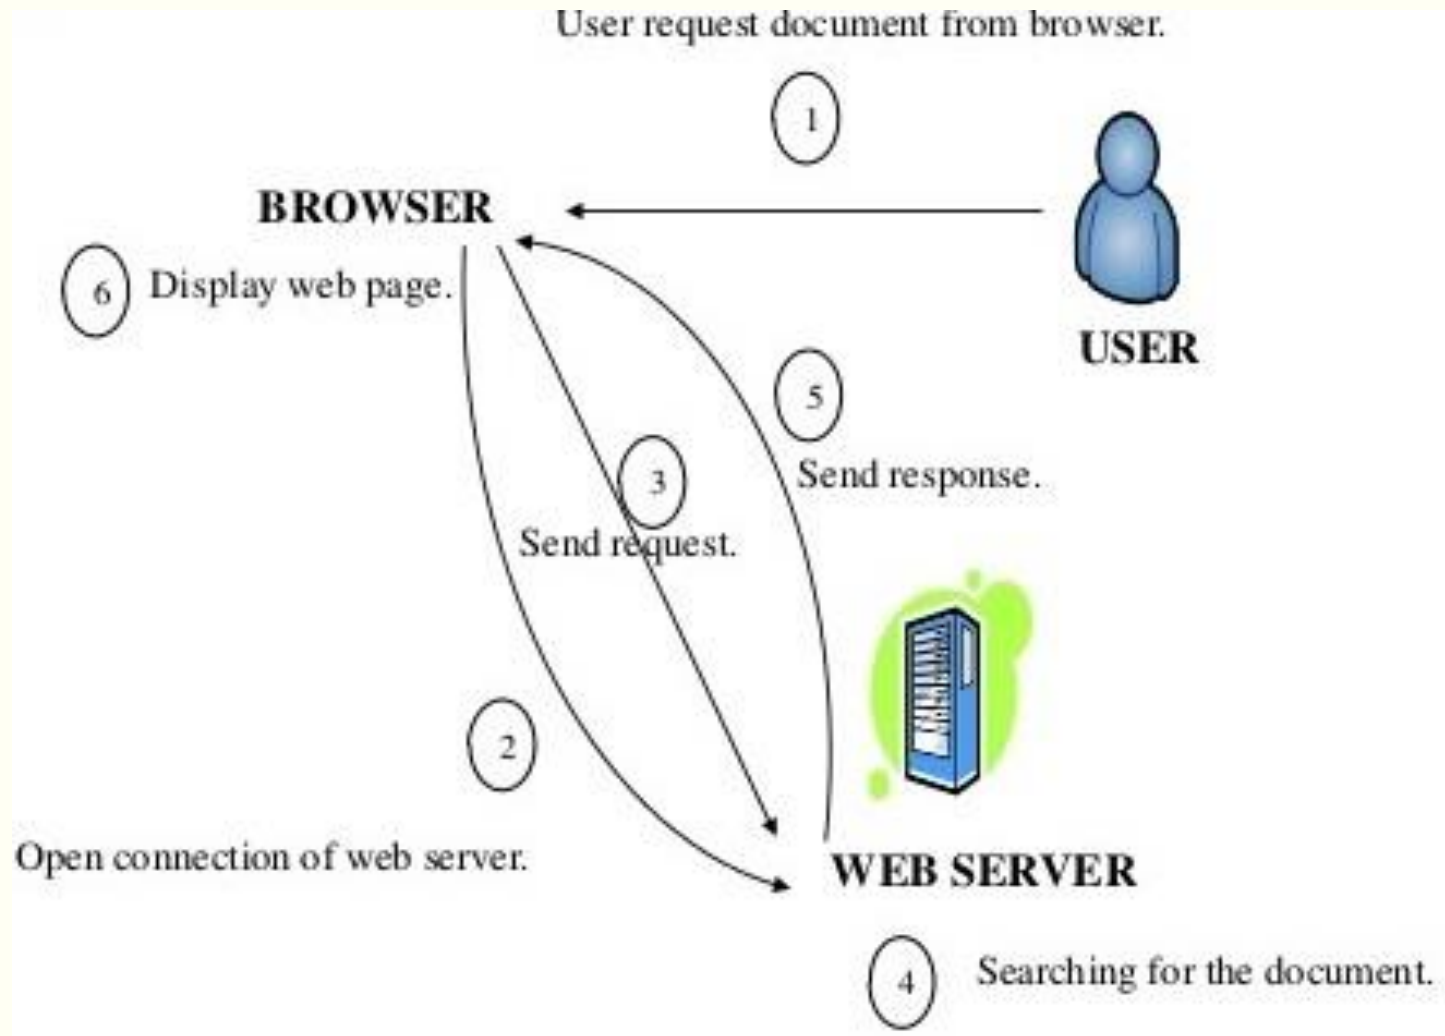 User request document from browser.
1
BROWSER
6 Display web page.
USER
5
Send response.
3
Send request.
2
Open connection of web server.
WEB SERVER
4 Searching for the document.